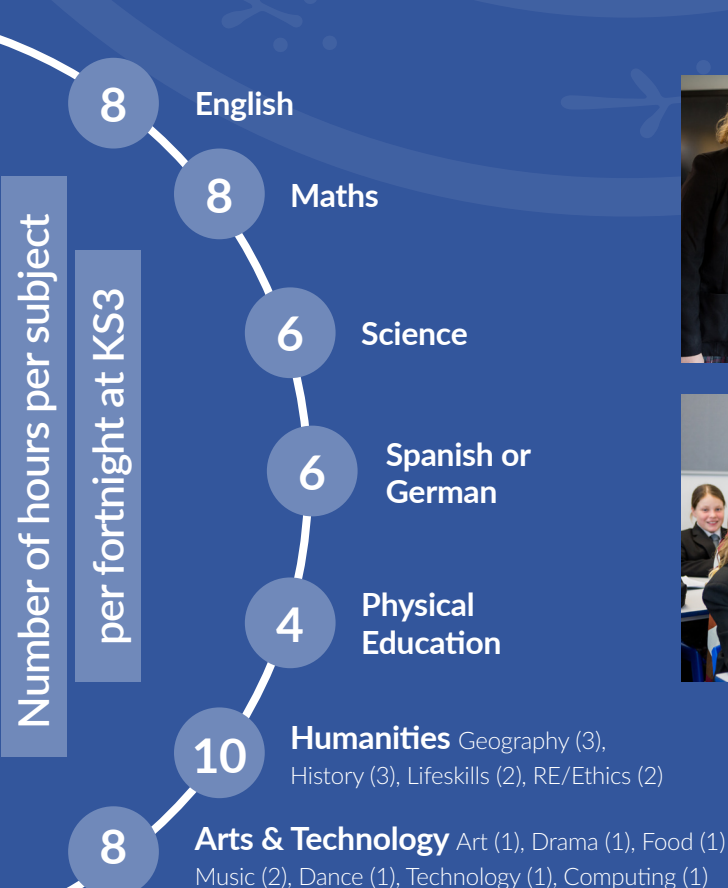 Number of hours per subject
per fortnight at KS3
8 English
8 Maths
6 Science
6 Spanish or
German
4 Physical
Education
10 Humanities Geography (3),
History (3), Lifeskills (2), RE/Ethics (2)
8 Arts & Technology Art (1), Drama (1), Food (1)
Music (2), Dance (1), Technology (1), Computing (1)